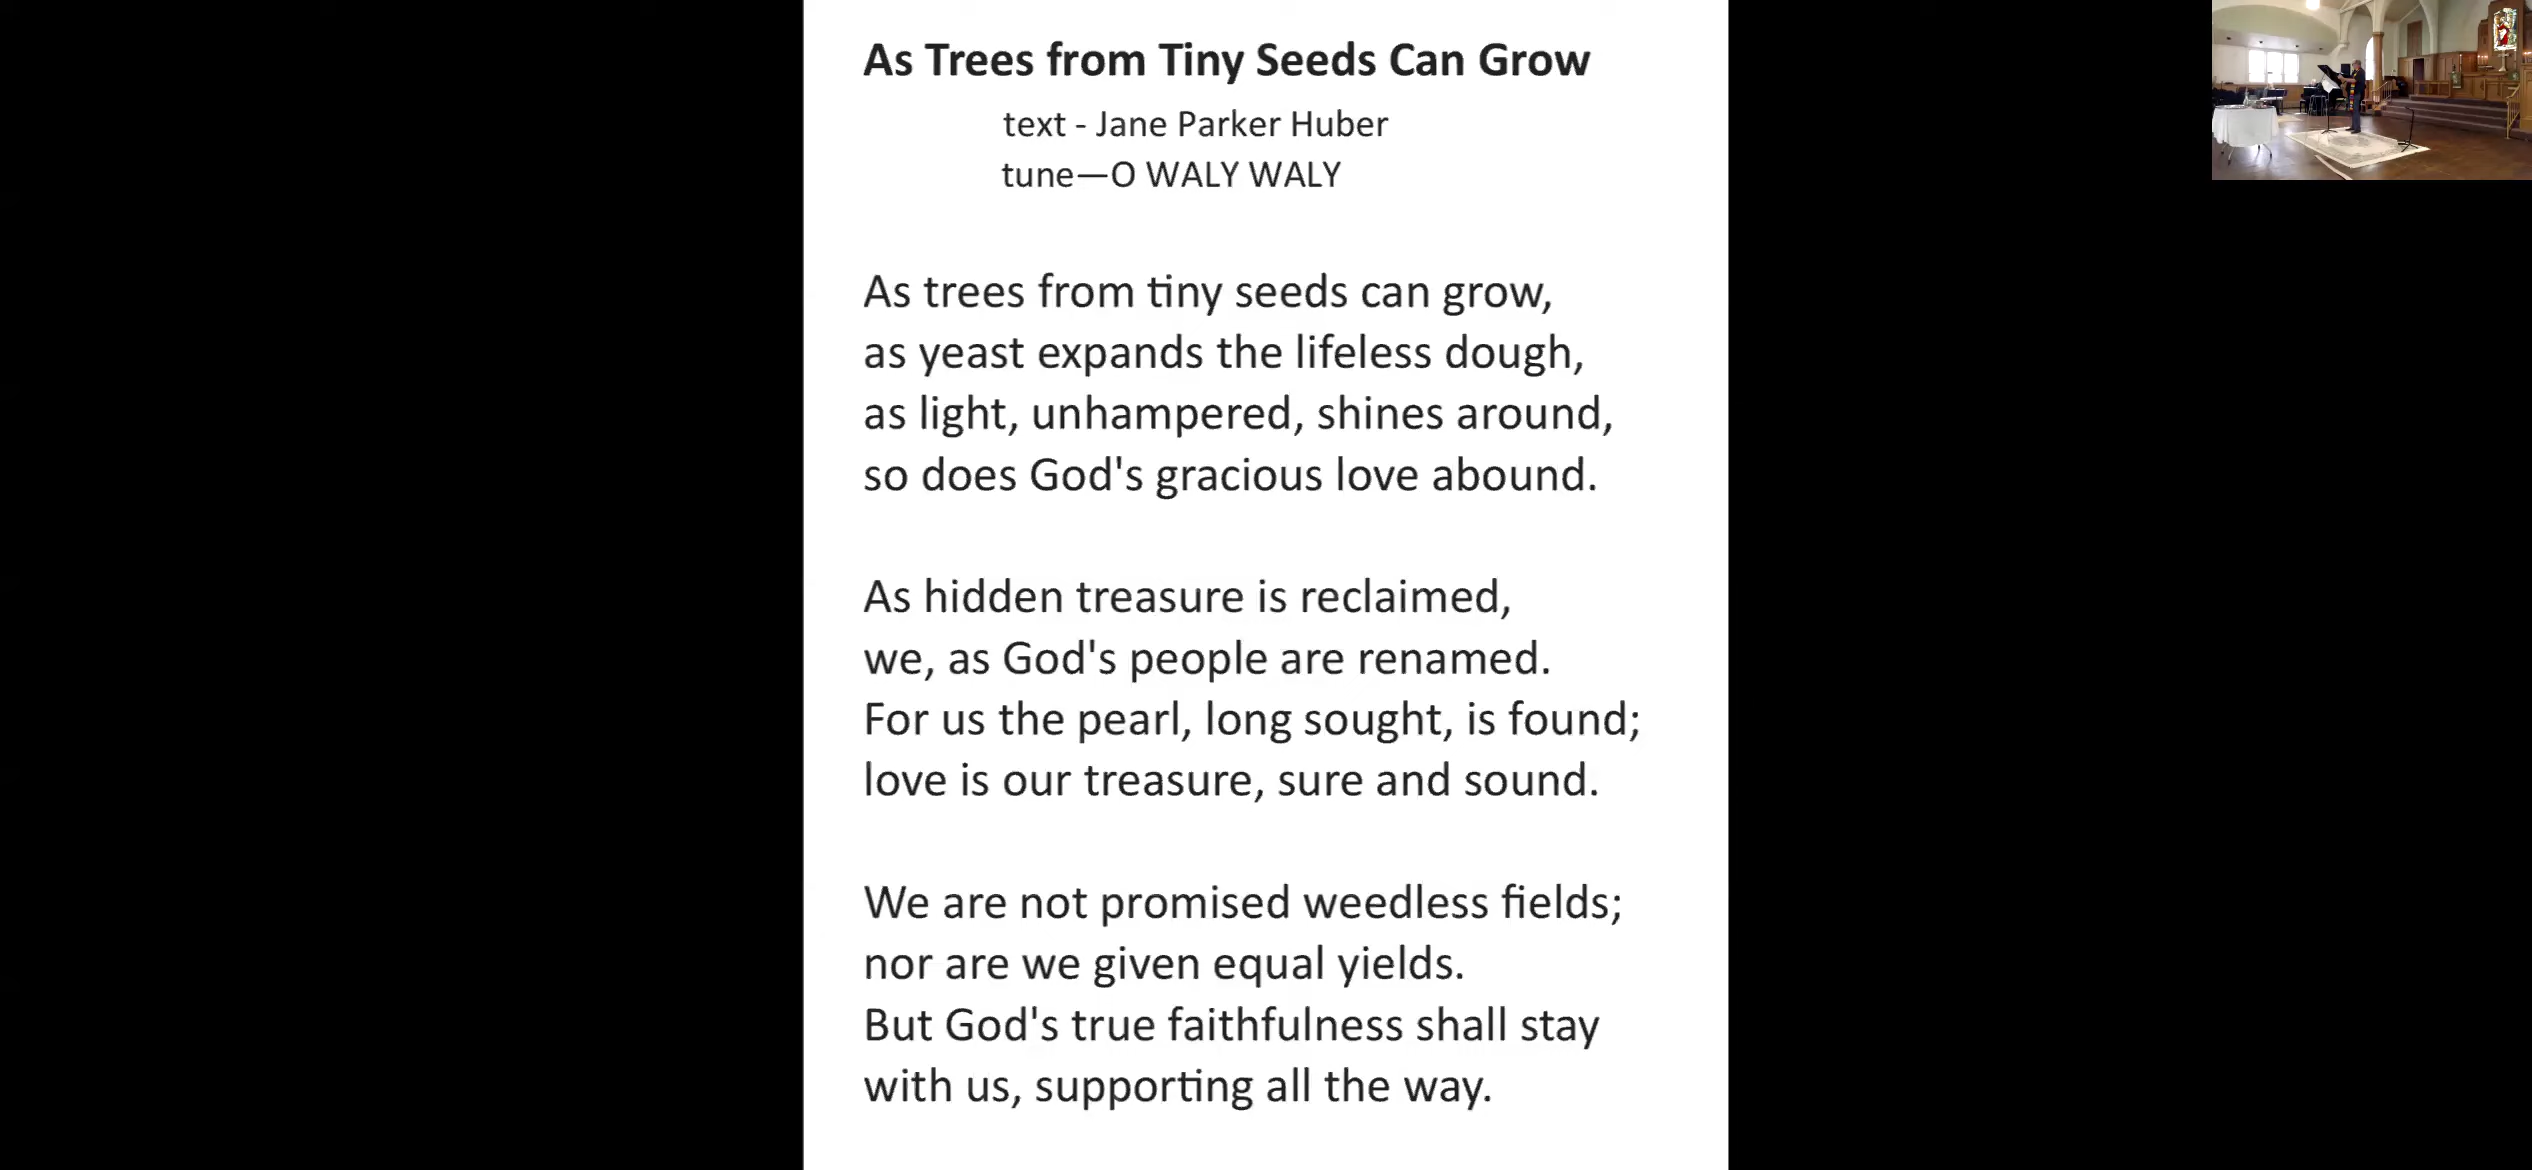 As Trees from Tiny Seeds Can Grow
text - Jane Parker Huber
tune—O WALY WALY
As trees from tiny seeds can grow,
as yeast expands the lifeless dough,
as light, unhampered, shines around,
so does God's gracious love abound.
As hidden treasure is reclaimed,
we, as God's people are renamed.
For us the pearl, long sought, is found;
love is our treasure, sure and sound.
We are not promised weedless fields;
nor are we given equal yields.
But God's true faithfulness shall stay
with us, supporting all the way.